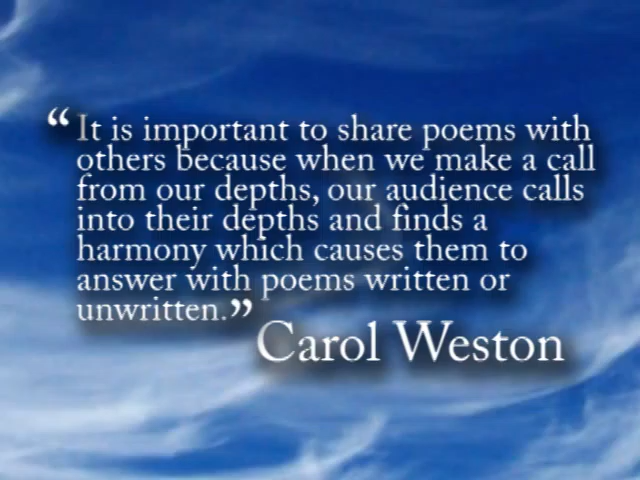 “It is important to share poems with
others because when we make a call
from our depths, our audience calls
into their depths and finds a
harmony which causes them to
answer with poems written or
unwritten.”
Carol Weston